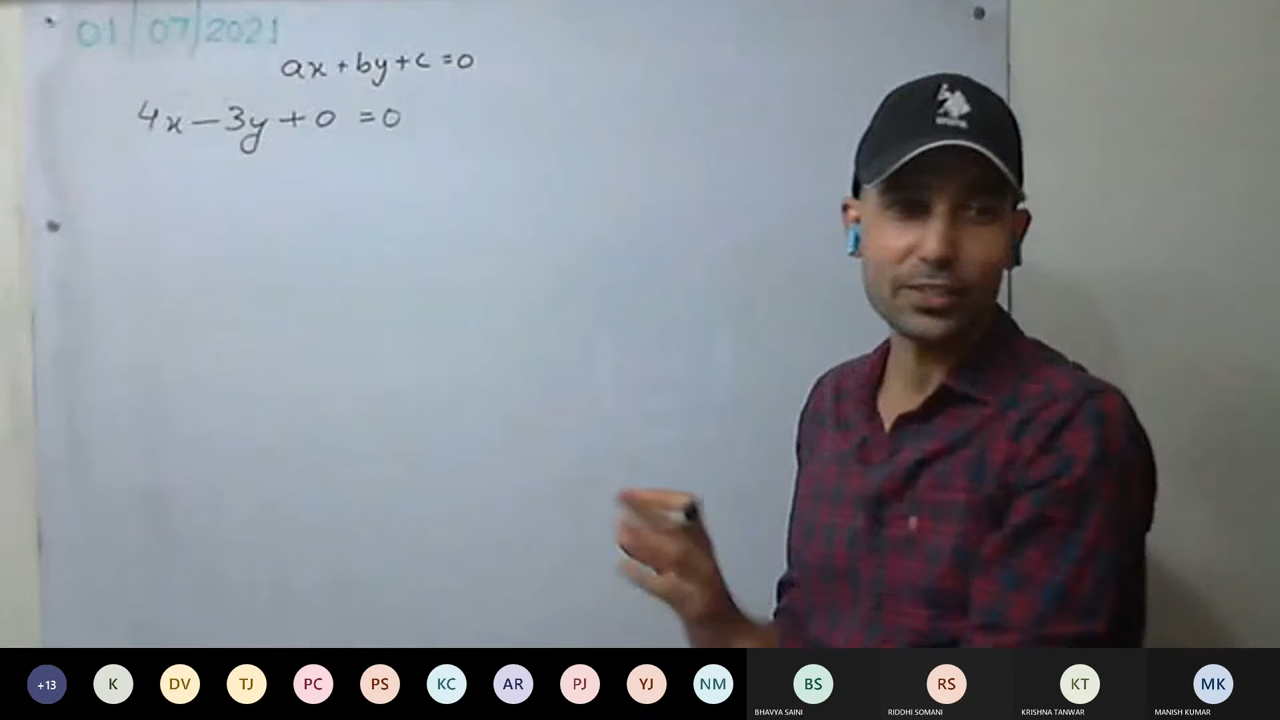 01/07/2021
ax+by+c=0
4x-3y+0 =0
+13
K
DV
TJ
PC
PS
KC
AR
PJ
YJ
NM
BS
RS
KT
MK
BHAVYA SAINI
RIDDHI SOMANI
KRISHNA TANWAR
MANISH KUMAR